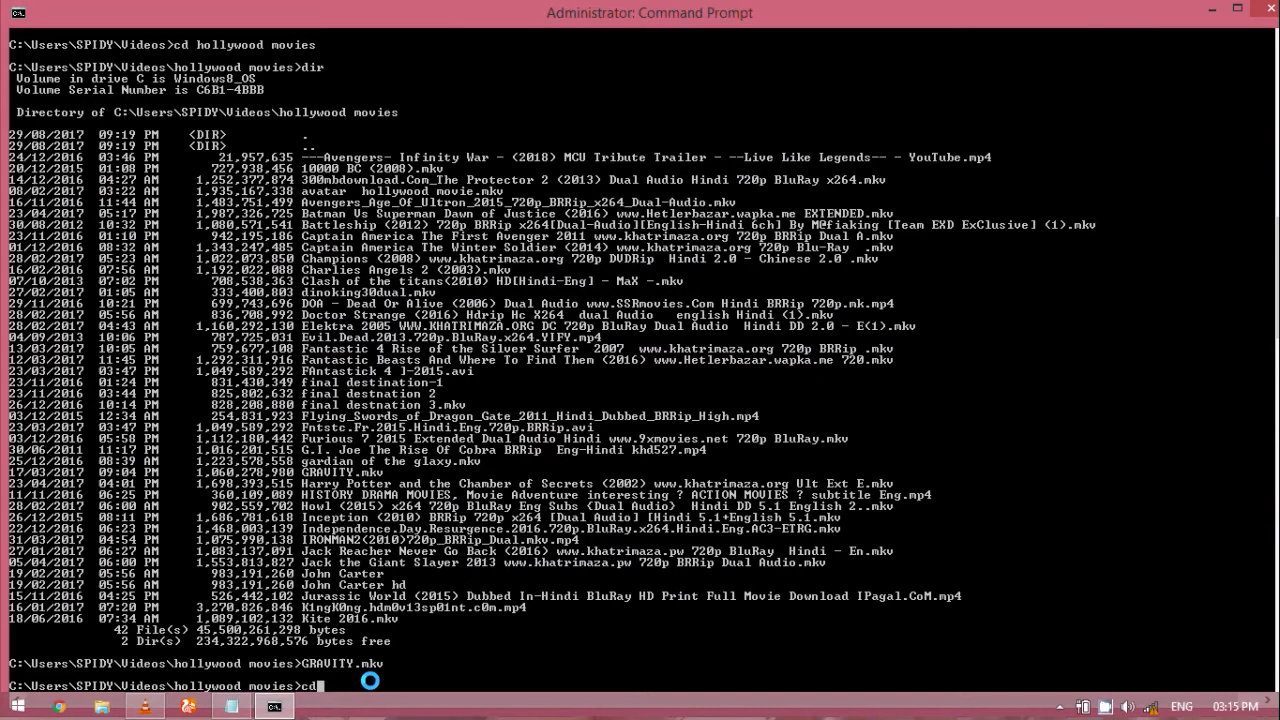 Administrator: Command Prompt
C:\Users\SPIDY\Videos>cd hollywood movies
C:\Users\SPIDY\Videos\hollywood movies>dir
Volume in drive C is Windows8_OS
Volume Serial Number is C6B1-4BBB
Directory of C:\Users\SPIDY\Videos\hollywood movies
29/08/2017 09:19 PM <DIR> .
29/08/2017 09:19 PM <DIR> ..
24/12/2016 03:46 PM 21,957,635 ---Avengers- Infinity War - (2018) MCU Tribute Trailer - --Live Like Legends-- - YouTube.mp4
20/12/2015 01:08 PM 727,938,456 10000 BC (2008).mkv
14/12/2016 04:27 AM 1,252,377,874 300mbdownload.Com_The Protector 2 (2013) Dual Audio Hindi 720p BluRay x264.mkv
08/02/2017 03:22 AM 1,935,167,338 avatar  hollywood movie.mkv
16/11/2016 11:44 AM 1,483,751,499 Avengers_Age_Of_Ultron_2015_720p_BRRip_x264_Dual-Audio.mkv
23/04/2017 05:17 PM 1,987,326,725 Batman Vs Superman Dawn of Justice (2016) www.Hetlerbazar.wapka.me EXTENDED.mkv
30/08/2012 10:32 PM 1,080,571,541 Battleship (2012) 720p BRRip x264[Dual-Audio][English-Hindi 6ch] By M@fiaking [Team EXD ExClusive] (1).mkv
23/11/2016 01:10 PM 942,195,186 Captain America The First Avenger 2011 www.khatrimaza.org 720p BRRip Dual A.mkv
01/12/2016 06:34 AM 1,343,247,485 Captain America The Winter Soldier (2014) www.khatrimaza.org 720p Blu-Ray  .mkv
28/02/2017 05:23 AM 1,022,073,850 Champions (2008) www.khatrimaza.org 720p DVDRip  Hindi 2.0 - Chinese 2.0 .mkv
16/02/2016 07:56 AM 1,192,022,088 Charlies Angels 2 (2003).mkv
07/10/2013 07:02 PM 708,538,363 Clash of the titans(2010) HD[Hindi-Eng] - MaX -.mkv
27/02/2017 01:05 AM 333,400,803 dinoking30dual.mkv
29/11/2016 10:21 PM 699,743,696 DOA - Dead Or Alive (2006) Dual Audio www.SSRmovies.Com Hindi BRRip 720p.mk.mp4
28/02/2017 05:56 AM 836,708,992 Doctor Strange (2016) Hdrip Hc X264  dual audio   english Hindi (1).mp4
28/02/2017 04:43 AM 1,160,292,130 Elektra 2005 WWW.KHATRIMAZA.ORG DC 720p BluRay Dual Audio  Hindi DD 2.0 - E(1).mkv
04/09/2013 10:06 PM 787,725,031 Evil.Dead.2013.720p.BluRay.x264.YIFY.mp4
13/03/2017 10:05 AM 759,677,108 Fantastic 4 Rise of the Silver Surfer  2007  www.khatrimaza.org 720p BRRip .mkv
25/11/2016 11:45 AM 1,292,311,916 Fantastic Beasts And Where To Find Them (2016) www.Hetlerbazar.wapka.me 720.mkv
23/03/2017 03:47 AM 1,049,589,292 FAntastick 4 ]-2015.avi
23/11/2016 01:24 PM 831,430,349 final destination-1
23/11/2016 03:44 PM 825,802,632 final destnation 2
26/12/2016 10:14 PM 828,208,880 final destnation 3.mkv
03/12/2015 12:34 AM 254,831,923 Flying_Swords_of_Dragon_Gate_2011_Hindi_Dubbed_BRRip_High.mp4
23/03/2017 03:47 AM 1,049,589,292 Fntstc.Fr.2015.Hindi.Eng.720p.BRRip.avi
03/12/2016 05:58 AM 1,112,180,442 Furious 7 2015 Extended Dual Audio Hindi www.9xmovies.net 720p BluRay.mkv
30/06/2011 11:17 PM 1,016,201,515 G.I. Joe The Rise Of Cobra BRRip  Eng-Hindi khd527.mp4
25/12/2016 08:39 AM 1,223,578,558 gardian of the glaxy.mkv
17/03/2017 09:04 AM 1,060,278,980 GRAVITY.mkv
23/04/2017 04:01 PM 1,698,393,515 Harry Potter and the Chamber of Secrets (2002) www.khatrimaza.org Ult Ext E.mkv
11/11/2016 06:25 PM 360,109,089 HISTORY DRAMA MOVIES, Movie Adventure interesting ? ACTION MOVIES ? subtitle Eng.mp4
28/02/2017 06:00 AM 902,559,702 Howl (2015) x264 720p BluRay Eng Subs (Dual Audio)  Hindi DD 5.1 English 2..mkv
26/12/2015 08:11 PM 1,686,781,618 Inception (2010) BRRip 720p x264 [Dual Audio] [Hindi 5.1+English 5.1.mkv
23/11/2016 06:28 PM 1,468,003,139 Independence.Day.Resurgence.2016.720p.BluRay.x264.Hindi.Eng.AC3-ETRG.mkv
31/03/2017 04:54 PM 1,075,990,138 IRONMAN2(2010)720p_BRRip_Dual.mkv.mp4
27/01/2017 06:27 AM 1,083,137,091 Jack Reacher Never Go Back (2016) www.khatrimaza.pw 720p BluRay  Hindi - En.mkv
05/04/2017 06:00 PM 1,553,813,827 Jack the Giant Slayer 2013 www.khatrimaza.pw 720p BRRip Dual Audio.mkv
19/02/2017 05:56 AM 983,191,260 John Carter
19/02/2017 05:56 AM 983,191,260 John Carter hd
15/11/2016 04:25 PM 526,442,102 Jurassic World (2015) Dubbed In-Hindi BluRay HD Print Full Movie Download IPagal.CoM.mp4
16/01/2017 07:20 PM 3,270,826,846 K1ngK0ng.hdm0v13sp01nt.c0m.mp4
18/06/2016 07:34 AM 1,089,102,132 Kite 2016.mkv
42 File(s) 45,500,261,298 bytes
2 Dir(s) 234,322,968,576 bytes free
C:\Users\SPIDY\Videos\hollywood movies>GRAVITY.mkv
C:\Users\SPIDY\Videos\hollywood movies>cd
ENG 03:15 PM